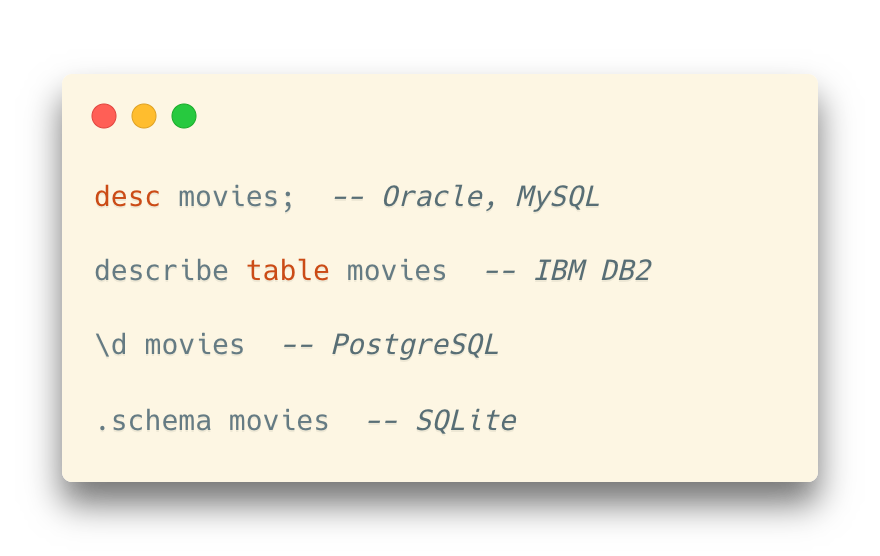 desc movies;  -- Oracle, MySQL
describe table movies  -- IBM DB2
\d movies  -- PostgreSQL
.schema movies  -- SQLite